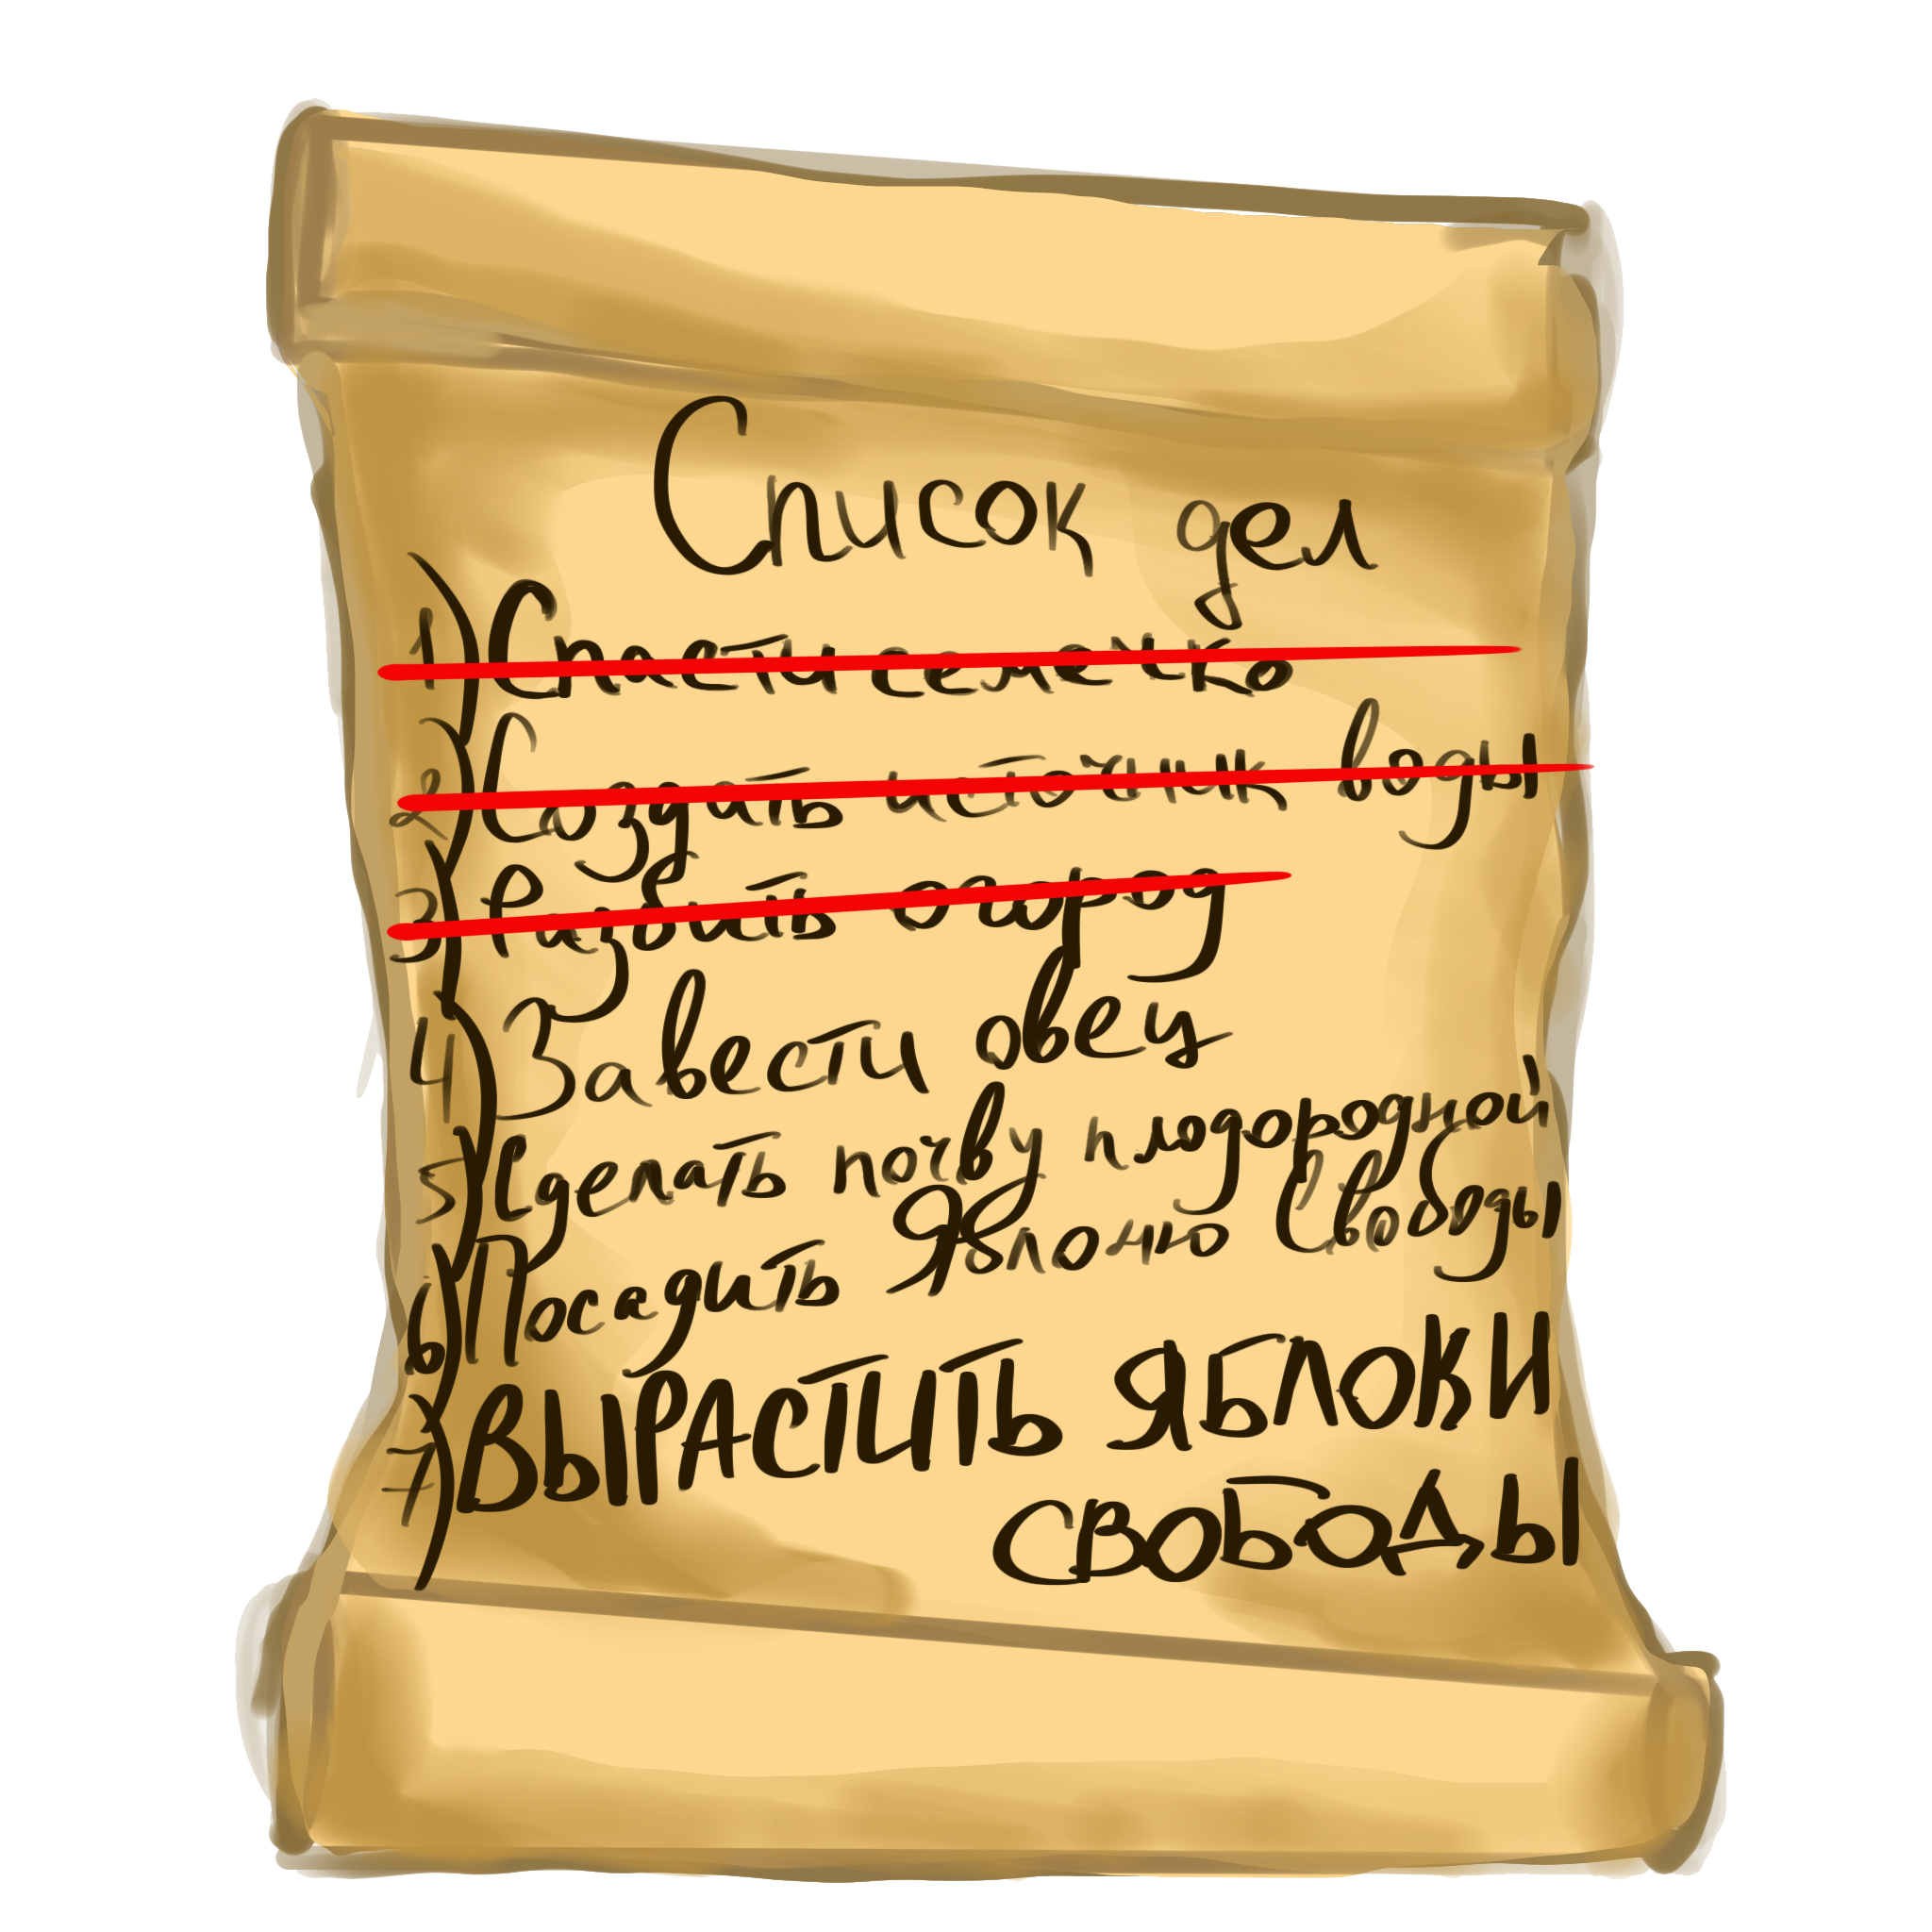 Список дел
1) Спасти семечко
2) Создать источник воды
3) Разбить огород
4) Завести овец
5) Сделать почву плодородной
6) Посадить Яблоню Свободы
7) ВЫРАСТИТЬ ЯБЛОКИ
СВОБОДЫ